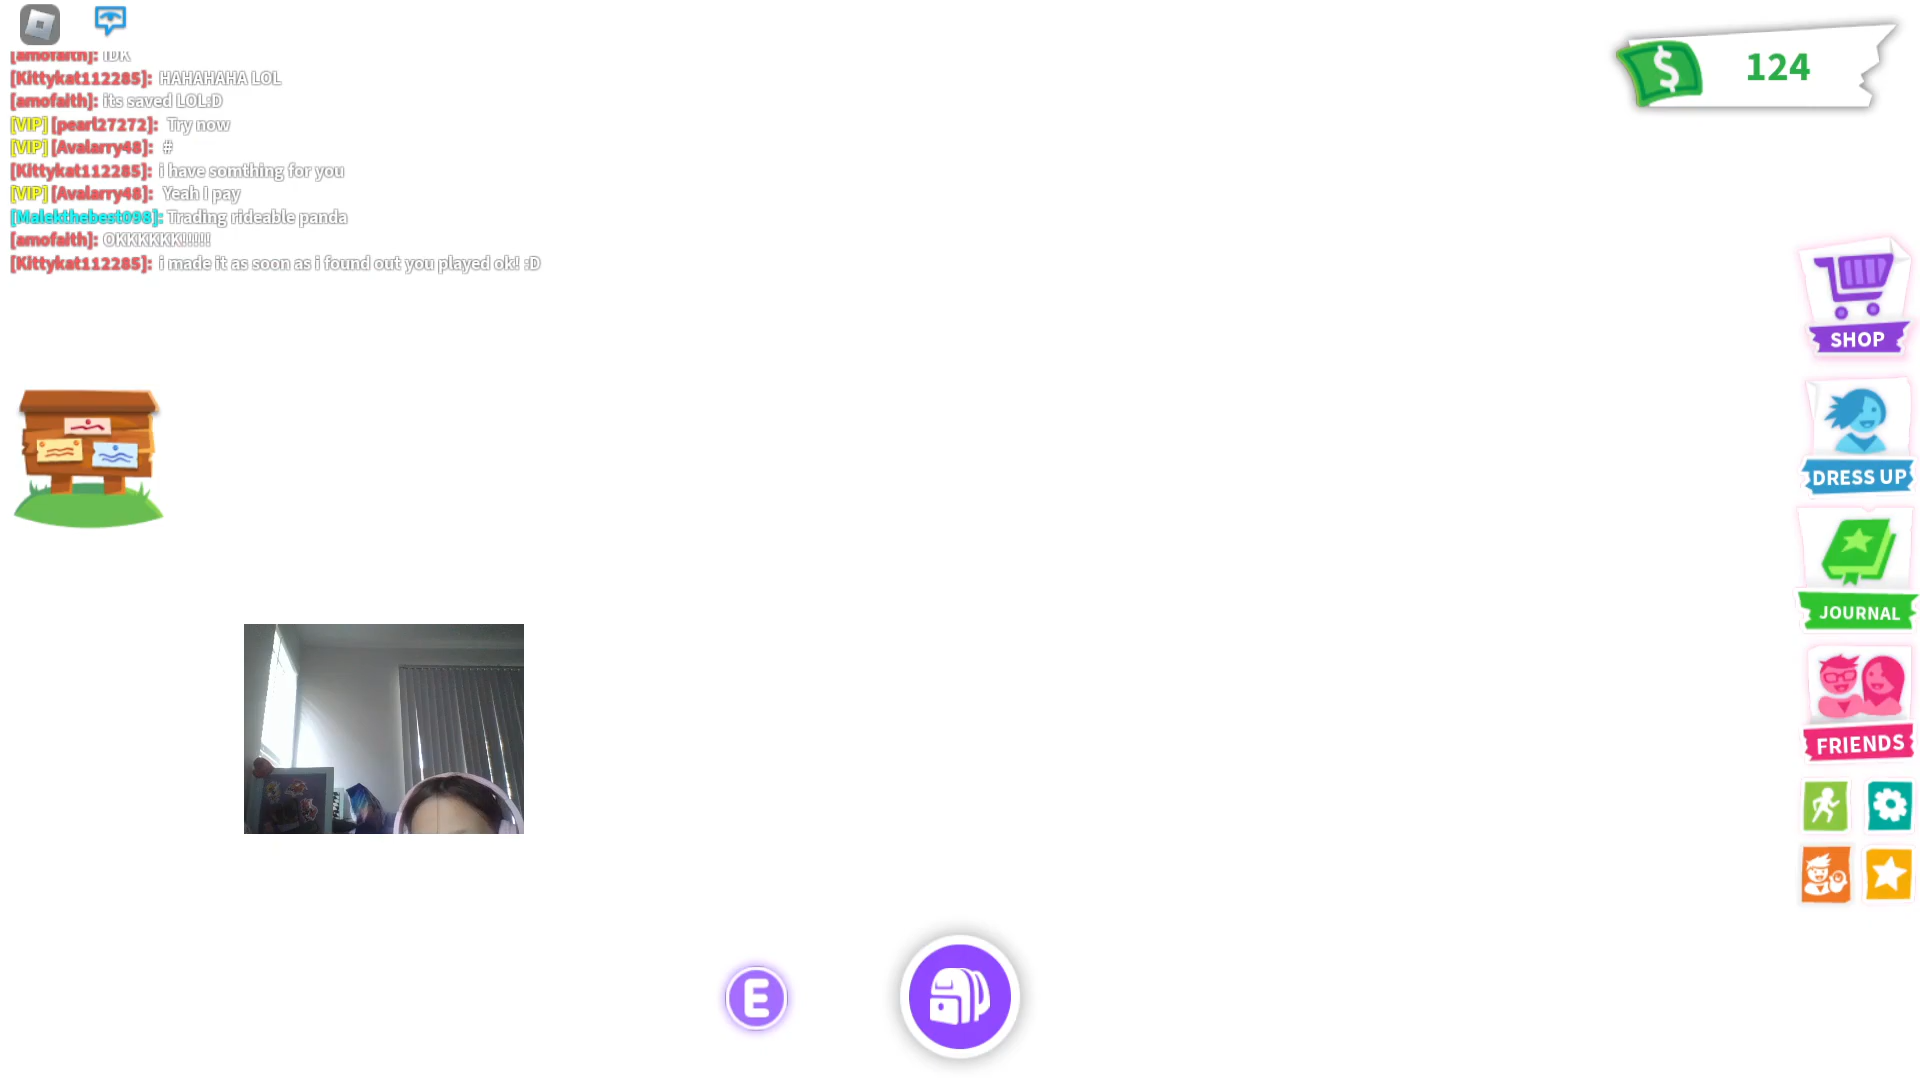 [amofaith]: IDK
[Kittykat112285]: HAHAHAHA LOL
[amofaith]: its saved LOL:D
[VIP] [pearl27272]: Try now
[VIP] [Avalarry48]: #
[Kittykat112285]: i have somthing for you
[VIP] [Avalarry48]: Yeah I pay
[Malekthebest098]: Trading rideable panda
[amofaith]: OKKKKKK!!!!!
[Kittykat112285]: i made it as soon as i found out you played ok! :D
$ 124
SHOP
DRESS UP
JOURNAL
FRIENDS
E